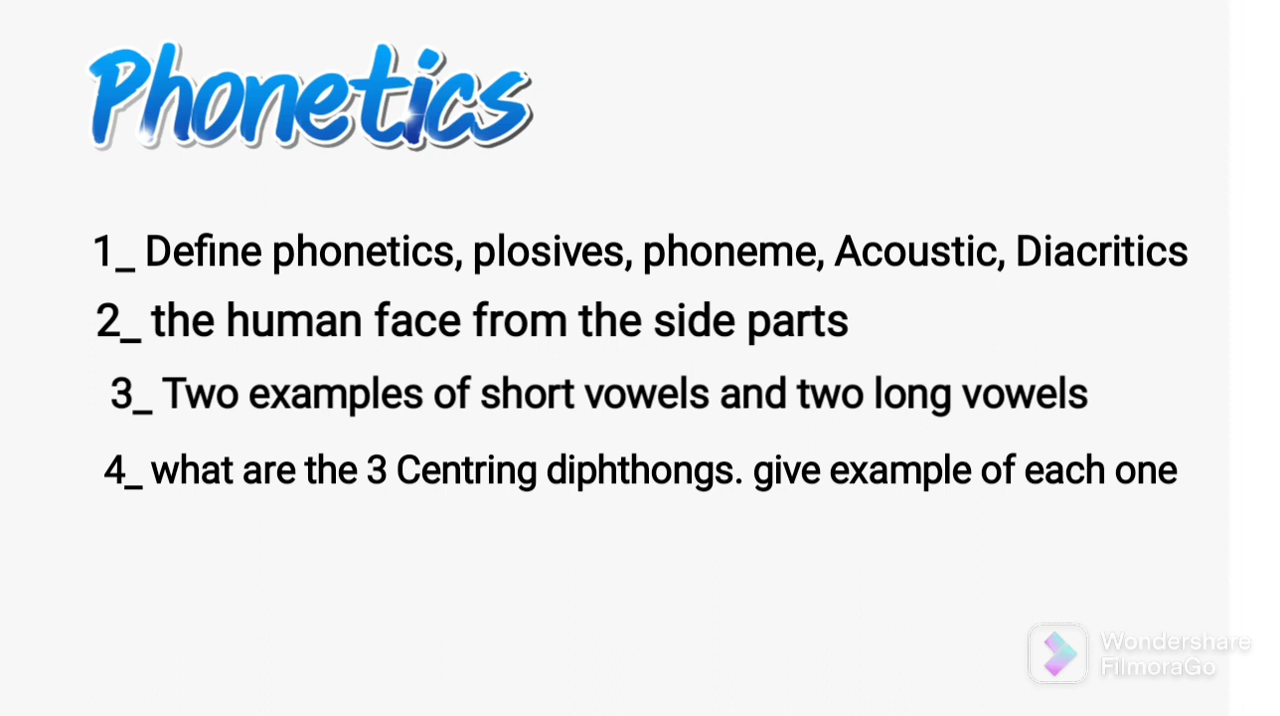 Phonetics
1_ Define phonetics, plosives, phoneme, Acoustic, Diacritics
2_ the human face from the side parts
3_ Two examples of short vowels and two long vowels
4_ what are the 3 Centring diphthongs. give example of each one
Wondershare
FilmoraGo